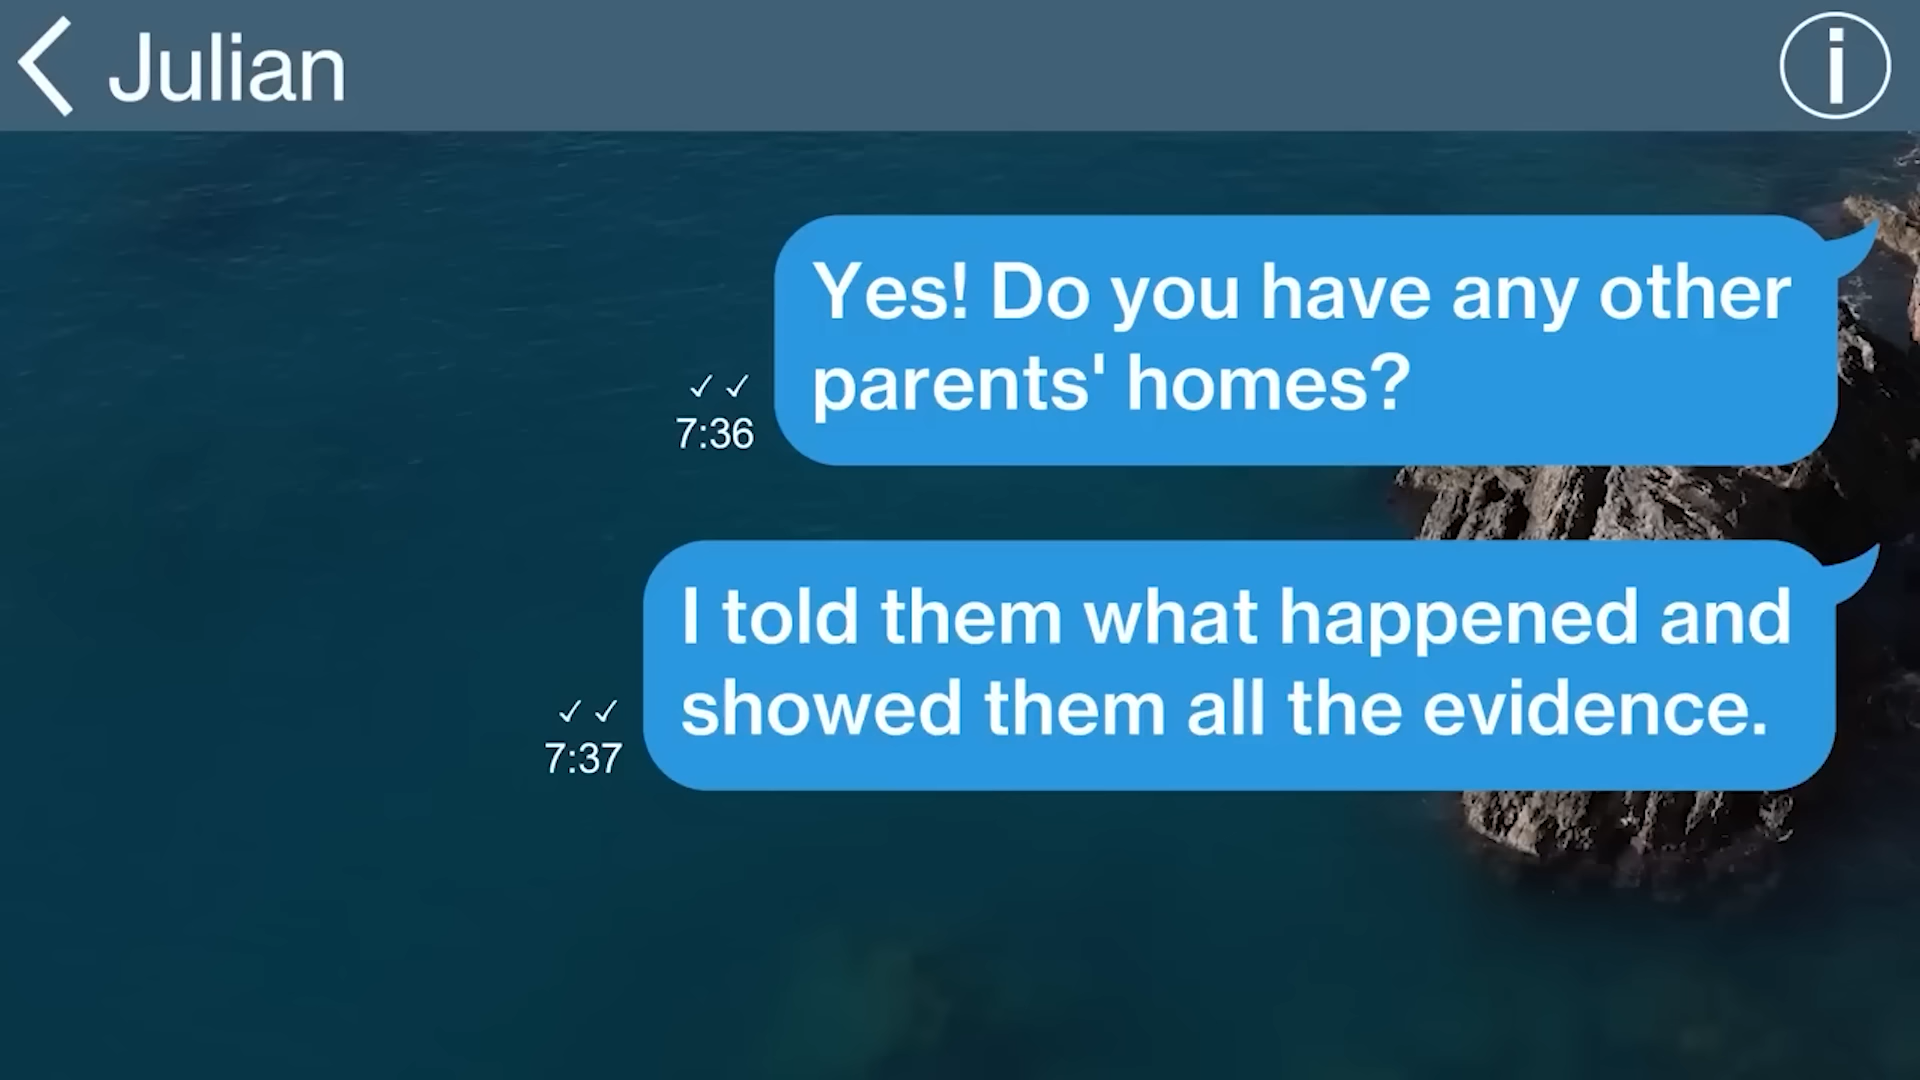 Julian
Yes! Do you have any other
parents' homes?
✓✓
7:36
I told them what happened and
showed them all the evidence.
✓✓
7:37